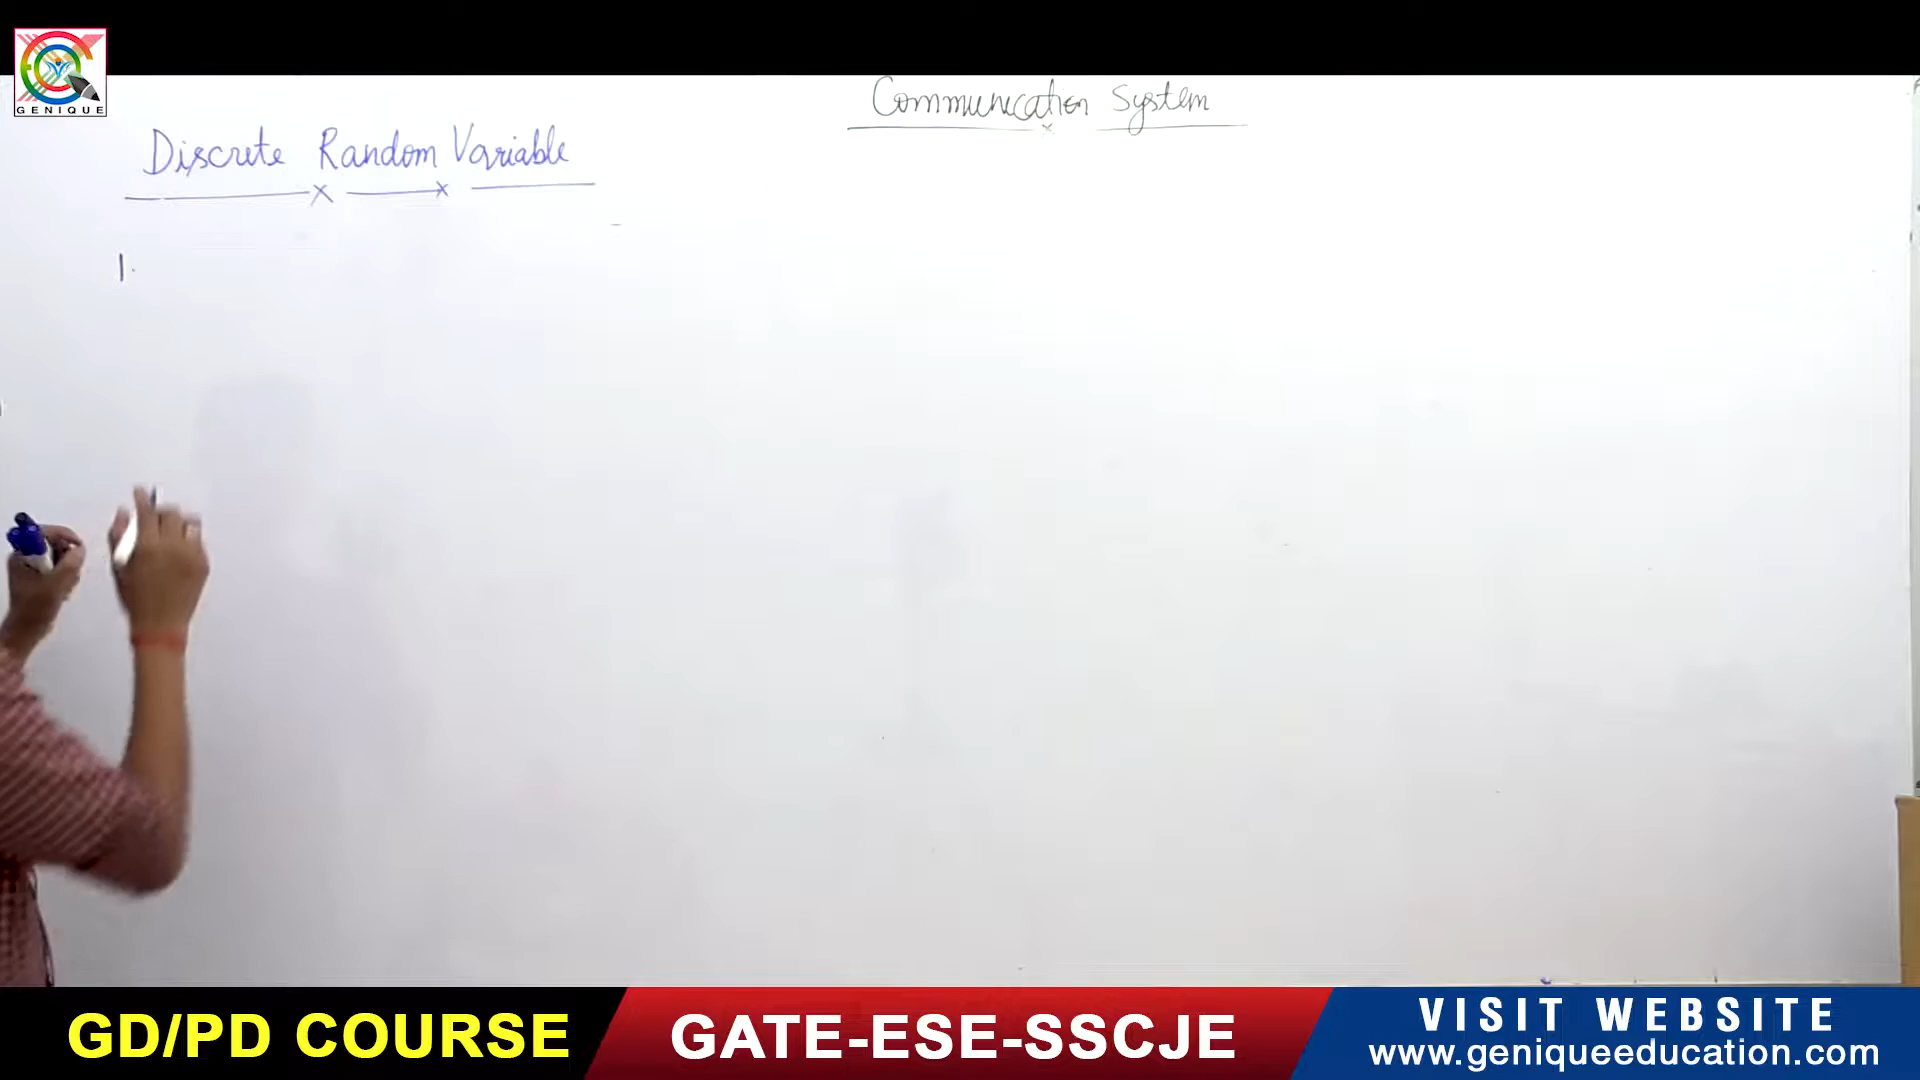 GENIQUE
Communication System
Discrete Random Variable
1.
GD/PD COURSE
GATE-ESE-SSCJE
VISIT WEBSITE
www.geniqueeducation.com